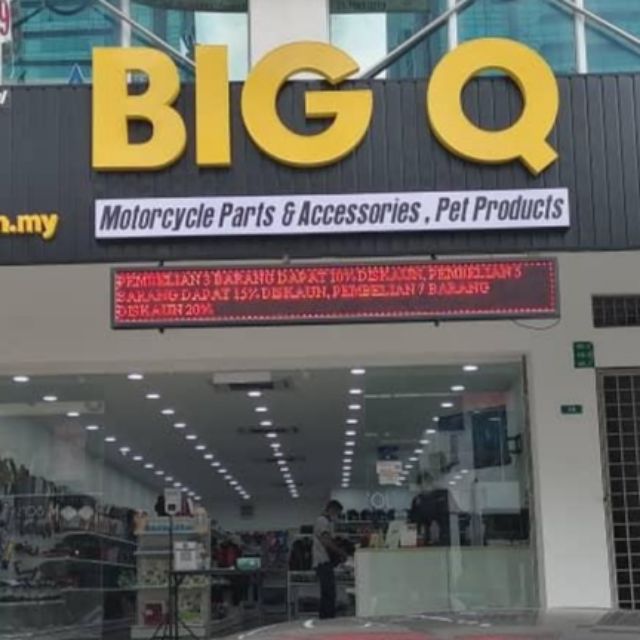 BIG Q
Motorcycle Parts & Accessories , Pet Products
n.my
PEMBELIAN 3 BARANG DAPAT 10% DISKAUN, PEMBELIAN 5
BARANG DAPAT 15% DISKAUN, PEMBELIAN 7 BARANG
DISKAUN 20%